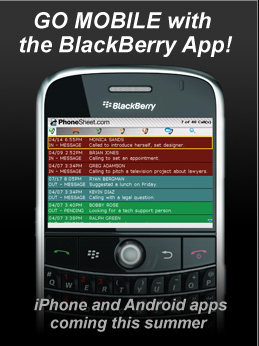 GO MOBILE with
the BlackBerry App!
BlackBerry
PhoneSheet.com 7 of 40 Call(s)
04/14 8:55PM MONICA SANDS
IN - MESSAGE Called to introduce herself, set designer.
04/09 2:52PM BRIAN JONES
IN - MESSAGE Calling to set an appointment.
04/07 3:34PM GREG ADAMSON
IN - MESSAGE Calling to pitch a television project about lawyers.
07/17 8:05PM RYAN BERGMAN
OUT - MESSAGE Suggested a lunch on Friday.
04/07 3:43PM KEVIN DIAZ
OUT - MESSAGE Calling with a legal question.
04/07 3:40PM BOBBY ROSE
OUT - PENDING Looking for a tech support person.
04/07 3:38PM RALPH GREEN
iPhone and Android apps
coming this summer